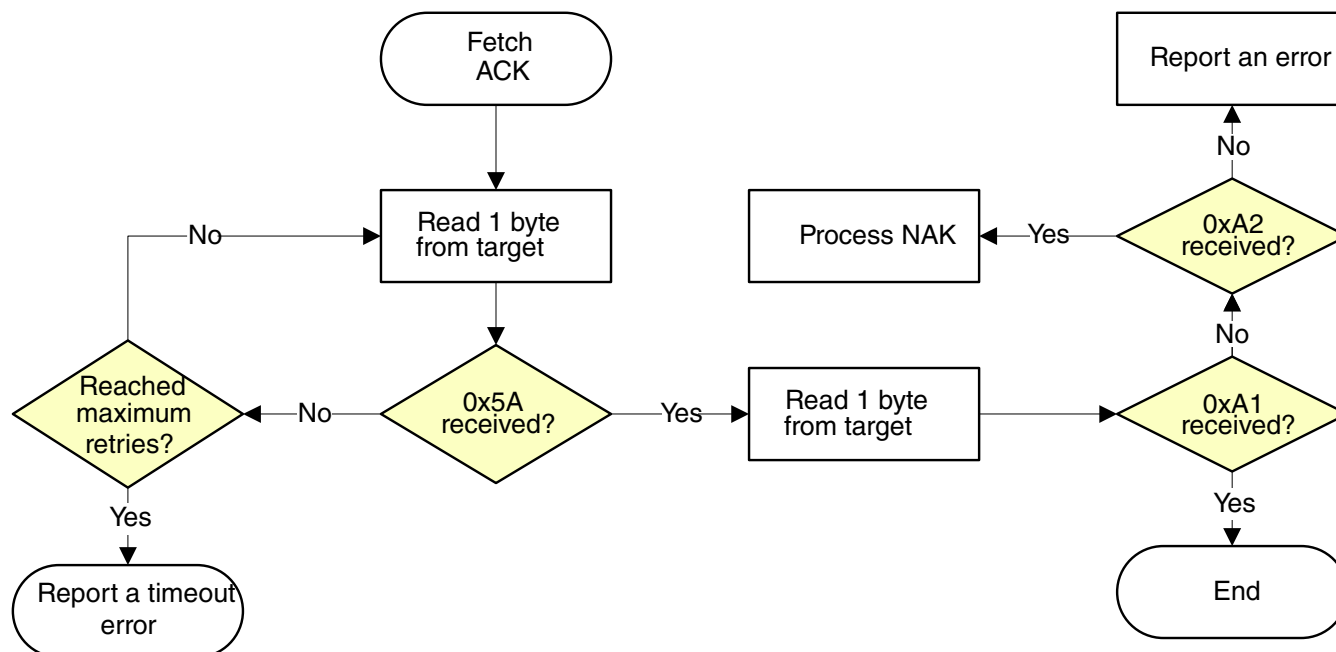 Fetch
ACK
Report an error
No
Read 1 byte
from target
No
Process NAK
Yes
0xA2
received?
No
Reached
maximum
retries?
No
0x5A
received?
Yes
Read 1 byte
from target
0xA1
received?
Yes
Yes
Report a timeout
error
End